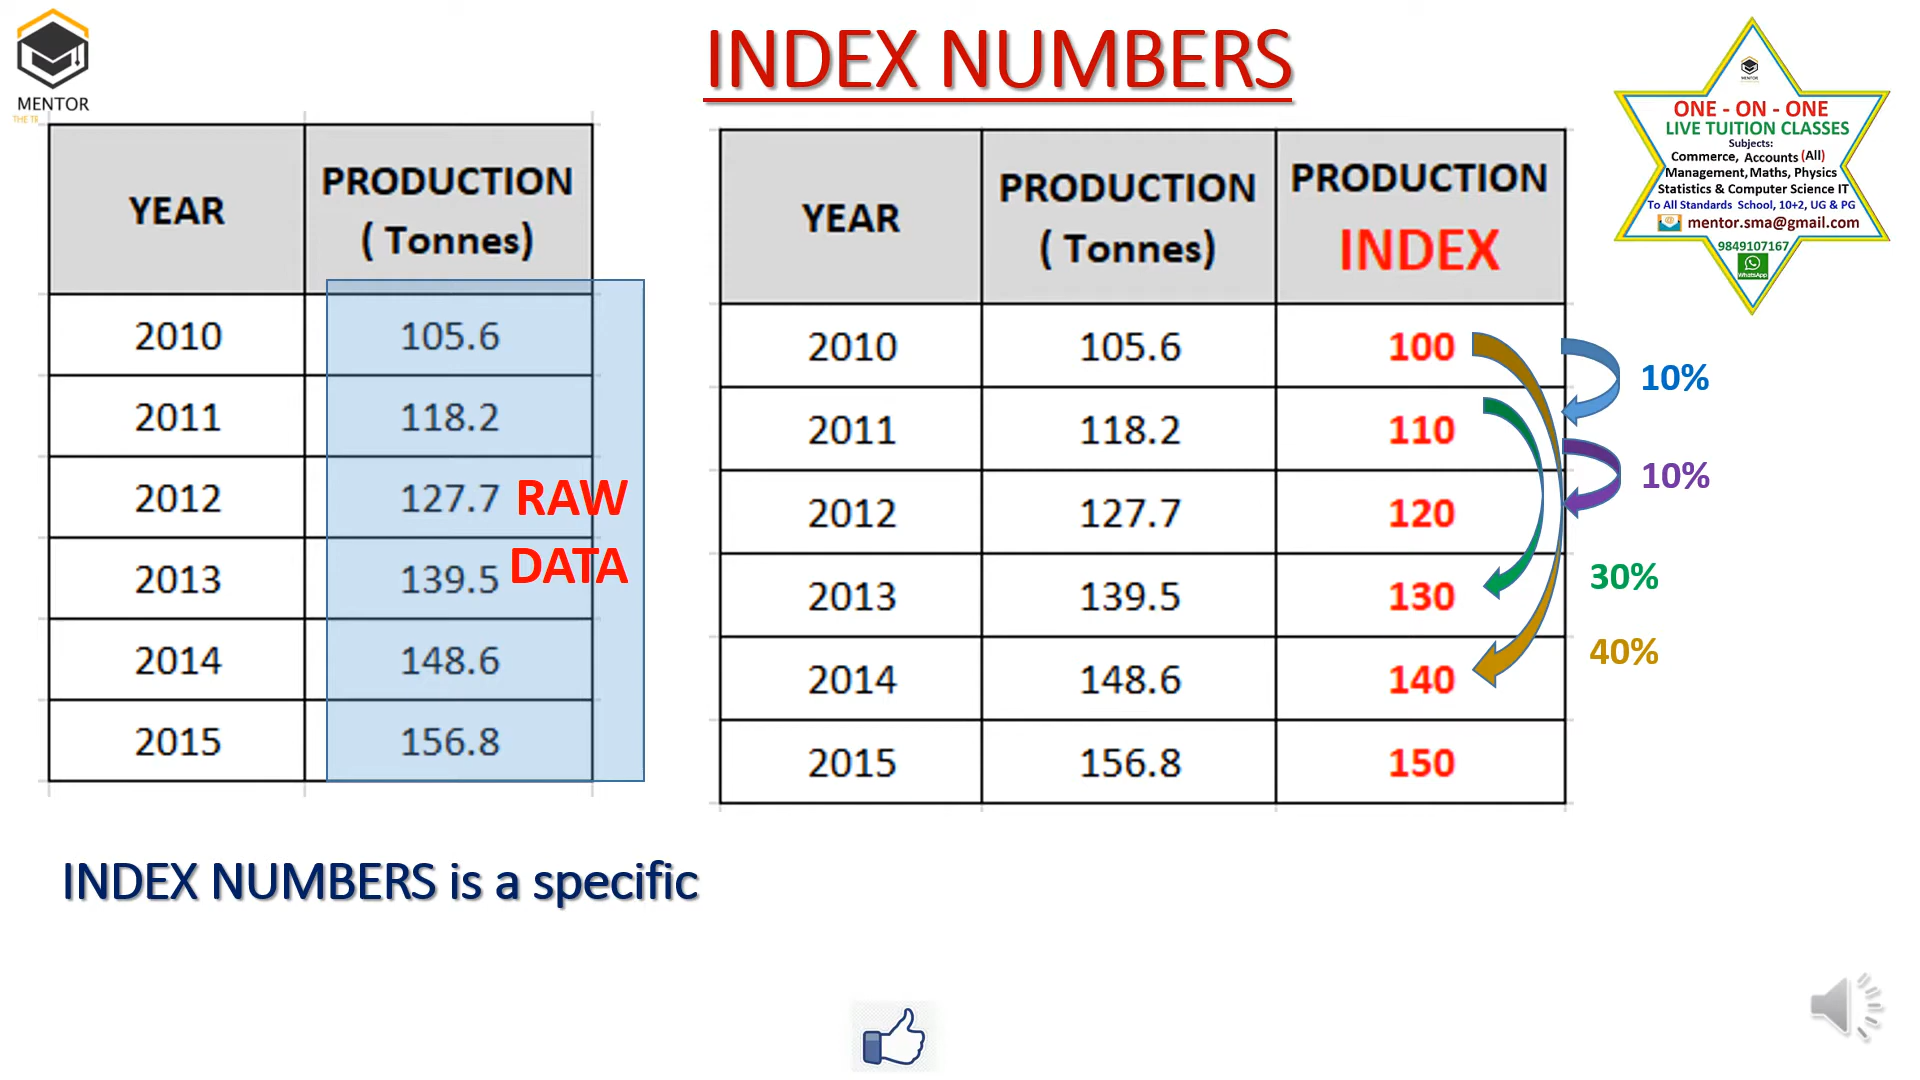 MENTOR
INDEX NUMBERS
YEAR PRODUCTION ( Tonnes)
2010 105.6
2011 118.2
2012 127.7
2013 139.5
2014 148.6
2015 156.8
RAW
DATA
YEAR PRODUCTION ( Tonnes) PRODUCTION INDEX
2010 105.6 100
2011 118.2 110
2012 127.7 120
2013 139.5 130
2014 148.6 140
2015 156.8 150
10%
10%
30%
40%
MENTOR
ONE - ON - ONE
LIVE TUITION CLASSES
Subjects:
Commerce, Accounts (All)
Management, Maths, Physics
Statistics & Computer Science IT
To All Standards School, 10+2, UG & PG
mentor.sma@gmail.com
9849107167
WhatsApp
INDEX NUMBERS is a specific